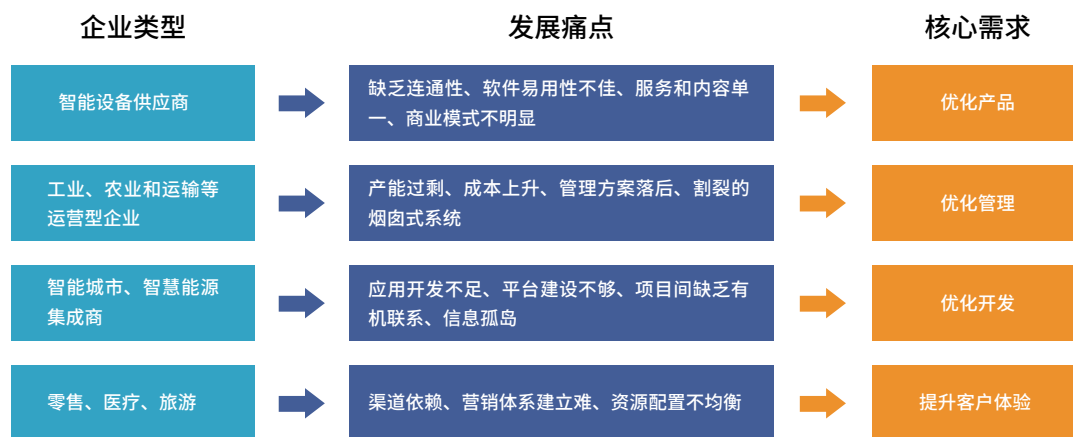 企业类型
发展痛点
核心需求
智能设备供应商
缺乏连通性、软件易用性不佳、服务和内容单
一、商业模式不明显
优化产品
工业、农业和运输等
运营型企业
产能过剩、成本上升、管理方案落后、割裂的
烟囱式系统
优化管理
智能城市、智慧能源
集成商
应用开发不足、平台建设不够、项目间缺乏有
机联系、信息孤岛
优化开发
零售、医疗、旅游
渠道依赖、营销体系建立难、资源配置不均衡
提升客户体验